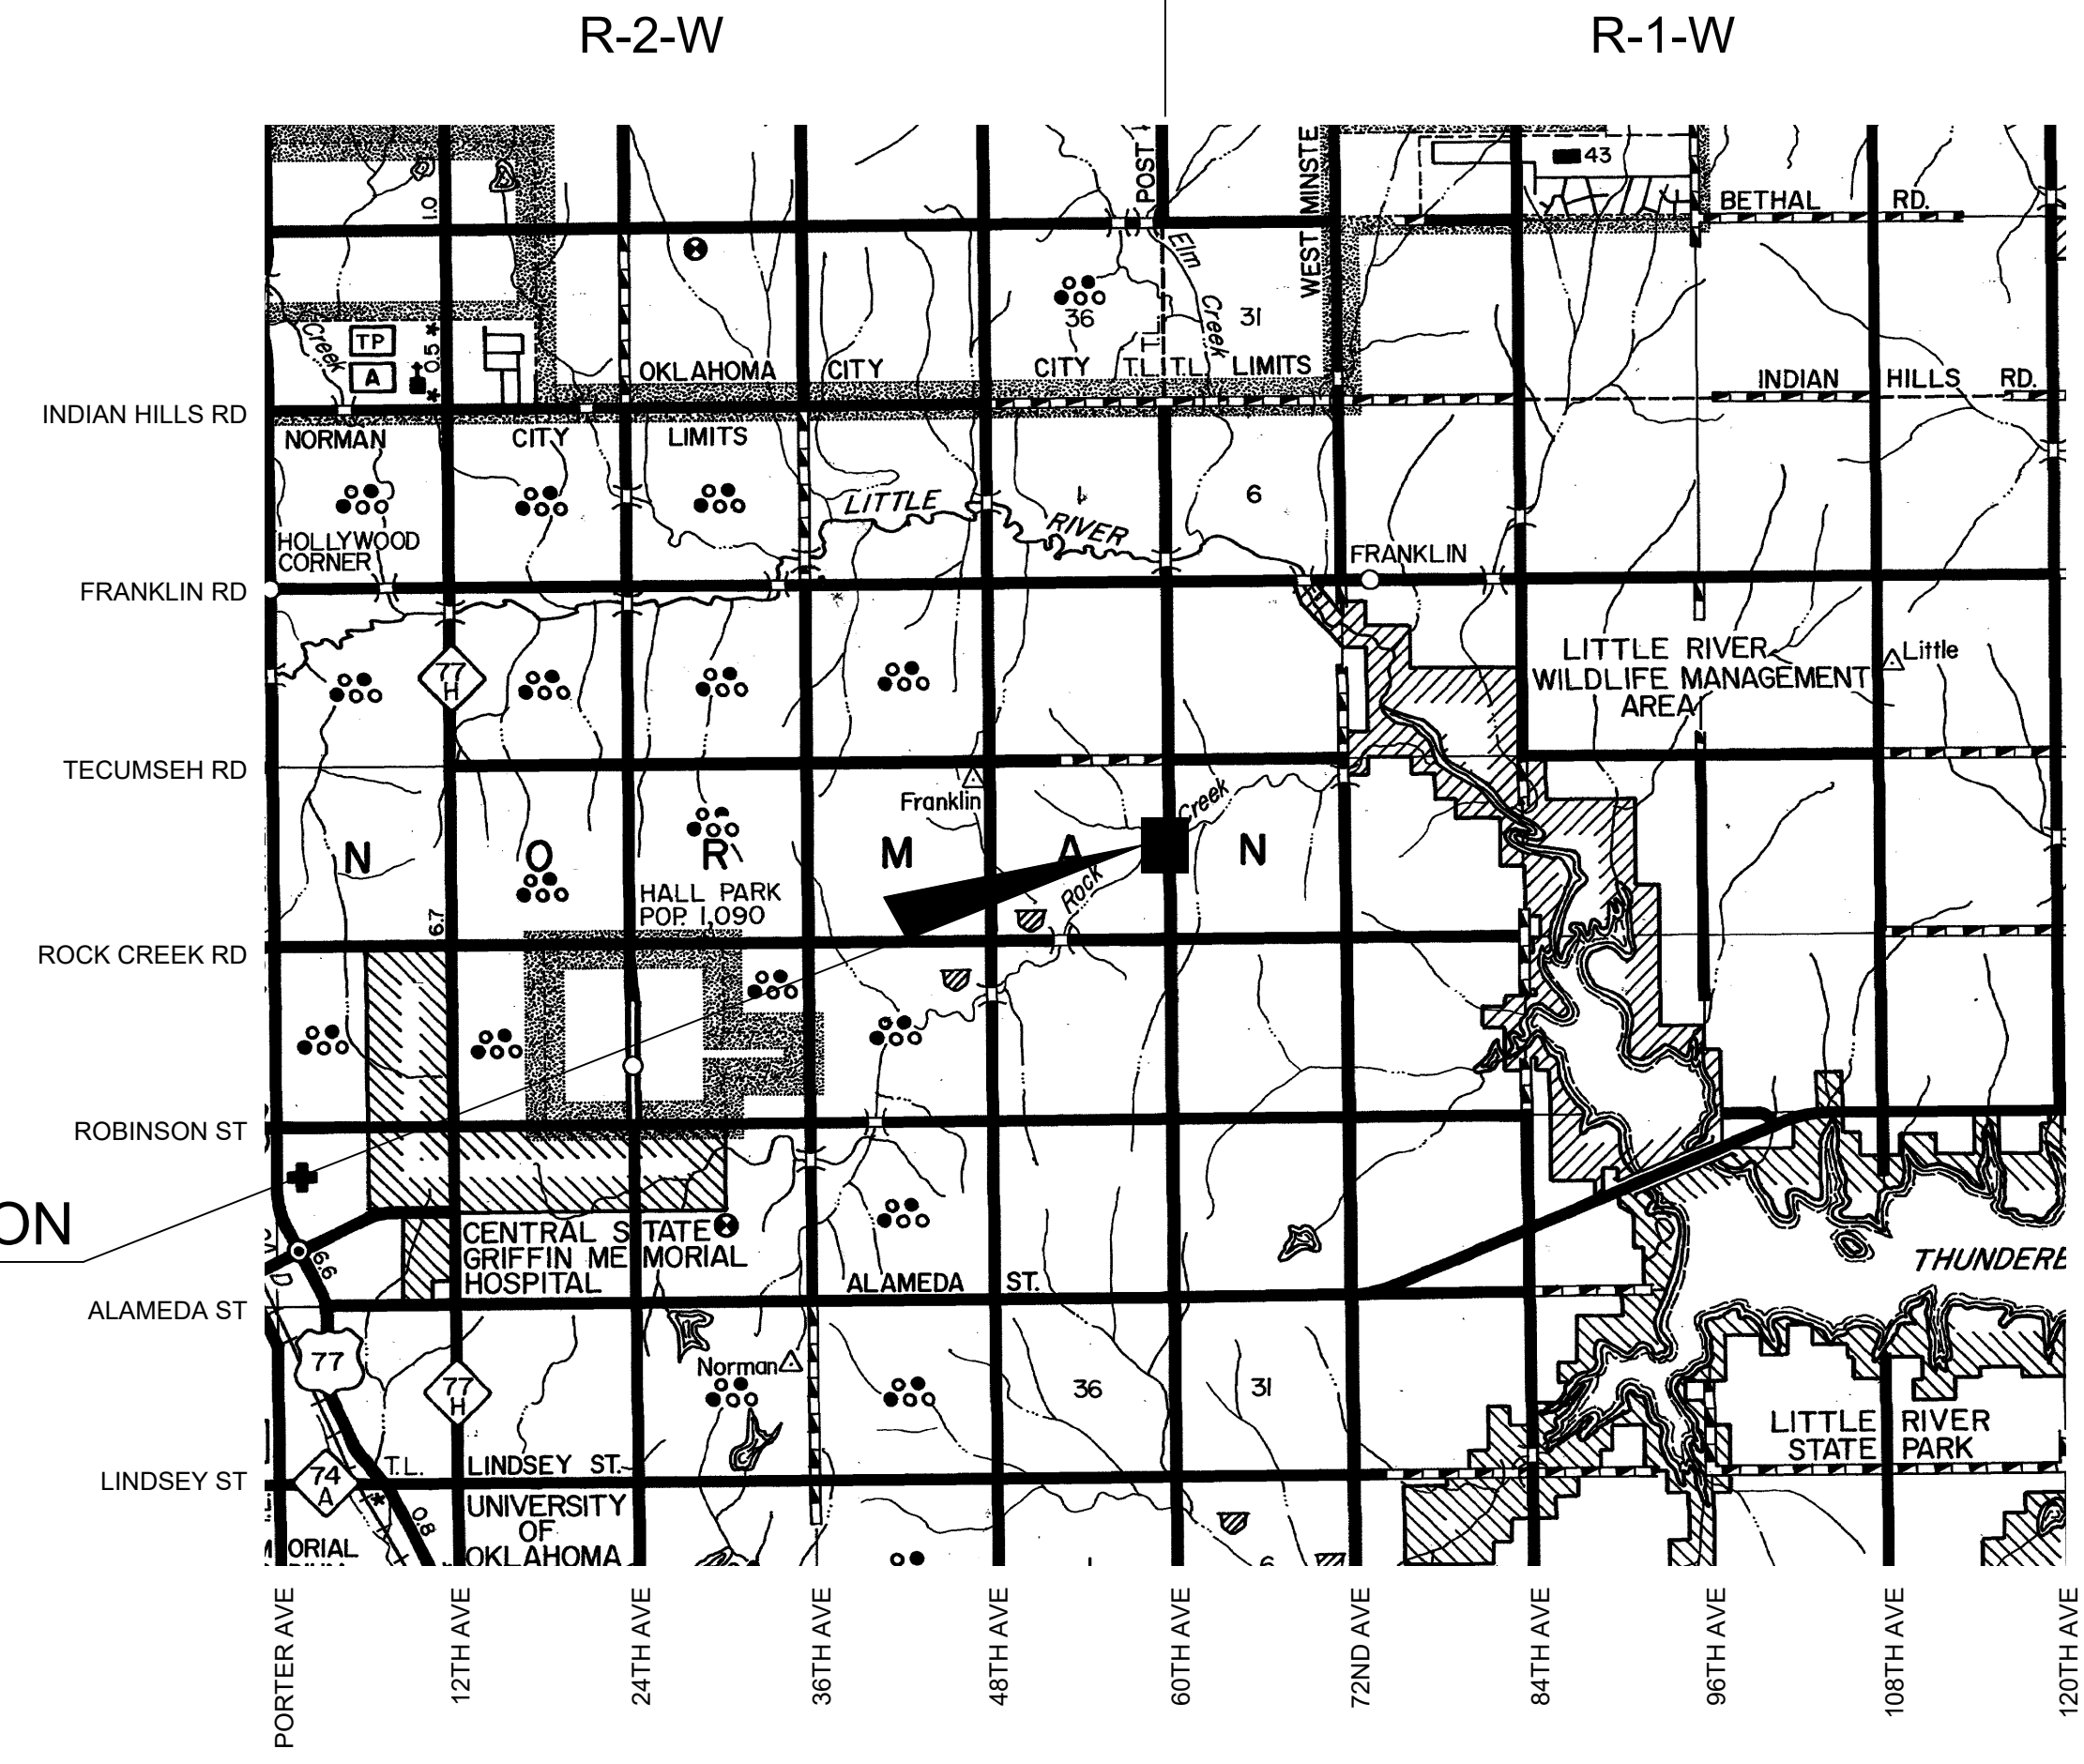 R-2-W
R-1-W
POST
WEST MINSTE
43
1.0
BETHAL RD.
Elm
Creek
36
31
Creek
TP
A
0.5 *
*
OKLAHOMA CITY
CITY T.L. T.L. LIMITS
T.L.
INDIAN HILLS RD.
INDIAN HILLS RD
NORMAN CITY LIMITS
LITTLE
RIVER
1
6
HOLLYWOOD
CORNER
FRANKLIN
FRANKLIN RD
77
H
LITTLE RIVER
WILDLIFE MANAGEMENT
AREA
Little
TECUMSEH RD
Franklin
Creek
N O R M A N
Rock
HALL PARK
POP. 1,090
6.7
ROCK CREEK RD
ROBINSON ST
ON
CENTRAL STATE
GRIFFIN MEMORIAL
HOSPITAL
6.6
ALAMEDA ST.
THUNDERB
ALAMEDA ST
77
Norman
77
H
36
31
LITTLE RIVER
STATE PARK
T.L.
LINDSEY ST.
LINDSEY ST
74
A
*
0.8
UNIVERSITY
OF
OKLAHOMA
ORIAL
1
6
PORTER AVE
12TH AVE
24TH AVE
36TH AVE
48TH AVE
60TH AVE
72ND AVE
84TH AVE
96TH AVE
108TH AVE
120TH AVE